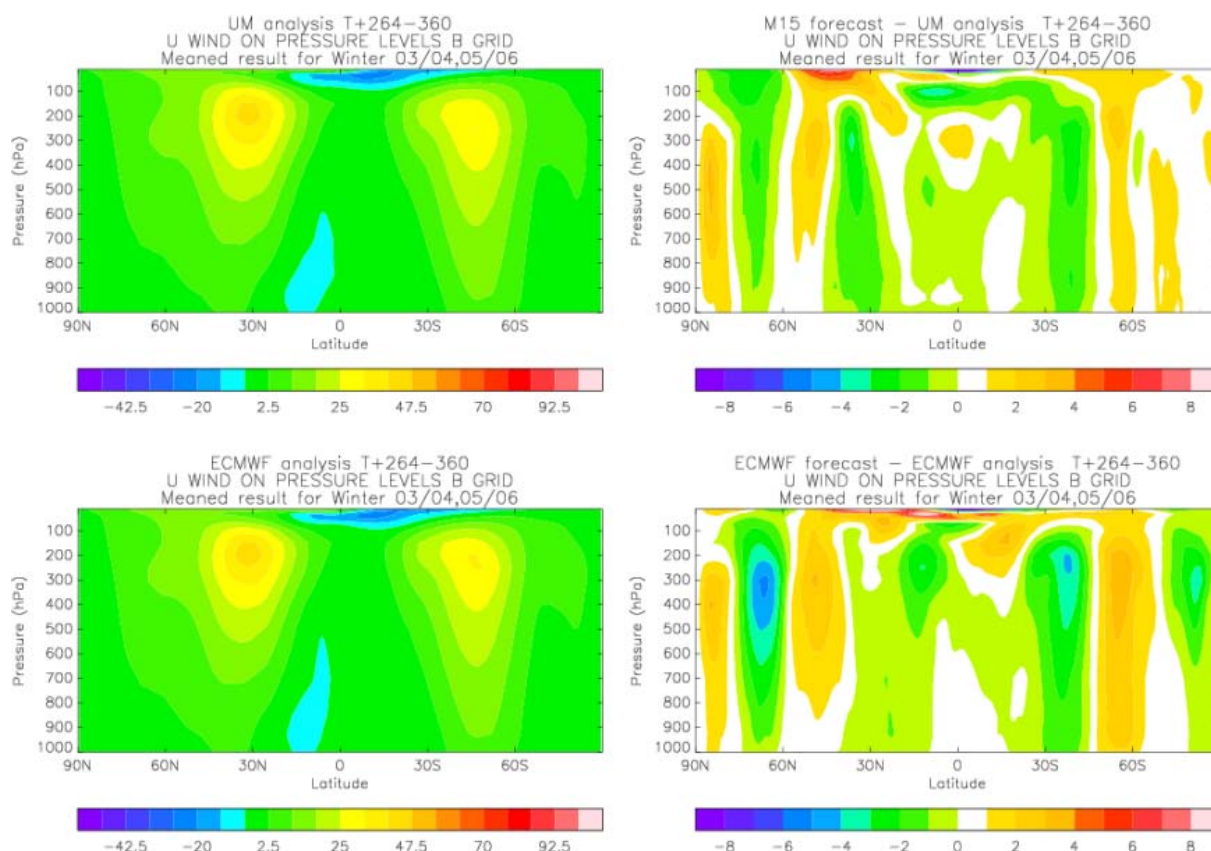 UM analysis T+264-360
U WIND ON PRESSURE LEVELS B GRID
Meaned result for Winter 03/04,05/06
Pressure (hPa)
100
200
300
400
500
600
700
800
900
1000
90N 60N 30N 0 30S 60S
Latitude
-42.5 -20 2.5 25 47.5 70 92.5
M15 forecast - UM analysis T+264-360
U WIND ON PRESSURE LEVELS B GRID
Meaned result for Winter 03/04,05/06
Pressure (hPa)
100
200
300
400
500
600
700
800
900
1000
90N 60N 30N 0 30S 60S
Latitude
-8 -6 -4 -2 0 2 4 6 8
ECMWF analysis T+264-360
U WIND ON PRESSURE LEVELS B GRID
Meaned result for Winter 03/04,05/06
Pressure (hPa)
100
200
300
400
500
600
700
800
900
1000
90N 60N 30N 0 30S 60S
Latitude
-42.5 -20 2.5 25 47.5 70 92.5
ECMWF forecast - ECMWF analysis T+264-360
U WIND ON PRESSURE LEVELS B GRID
Meaned result for Winter 03/04,05/06
Pressure (hPa)
100
200
300
400
500
600
700
800
900
1000
90N 60N 30N 0 30S 60S
Latitude
-8 -6 -4 -2 0 2 4 6 8